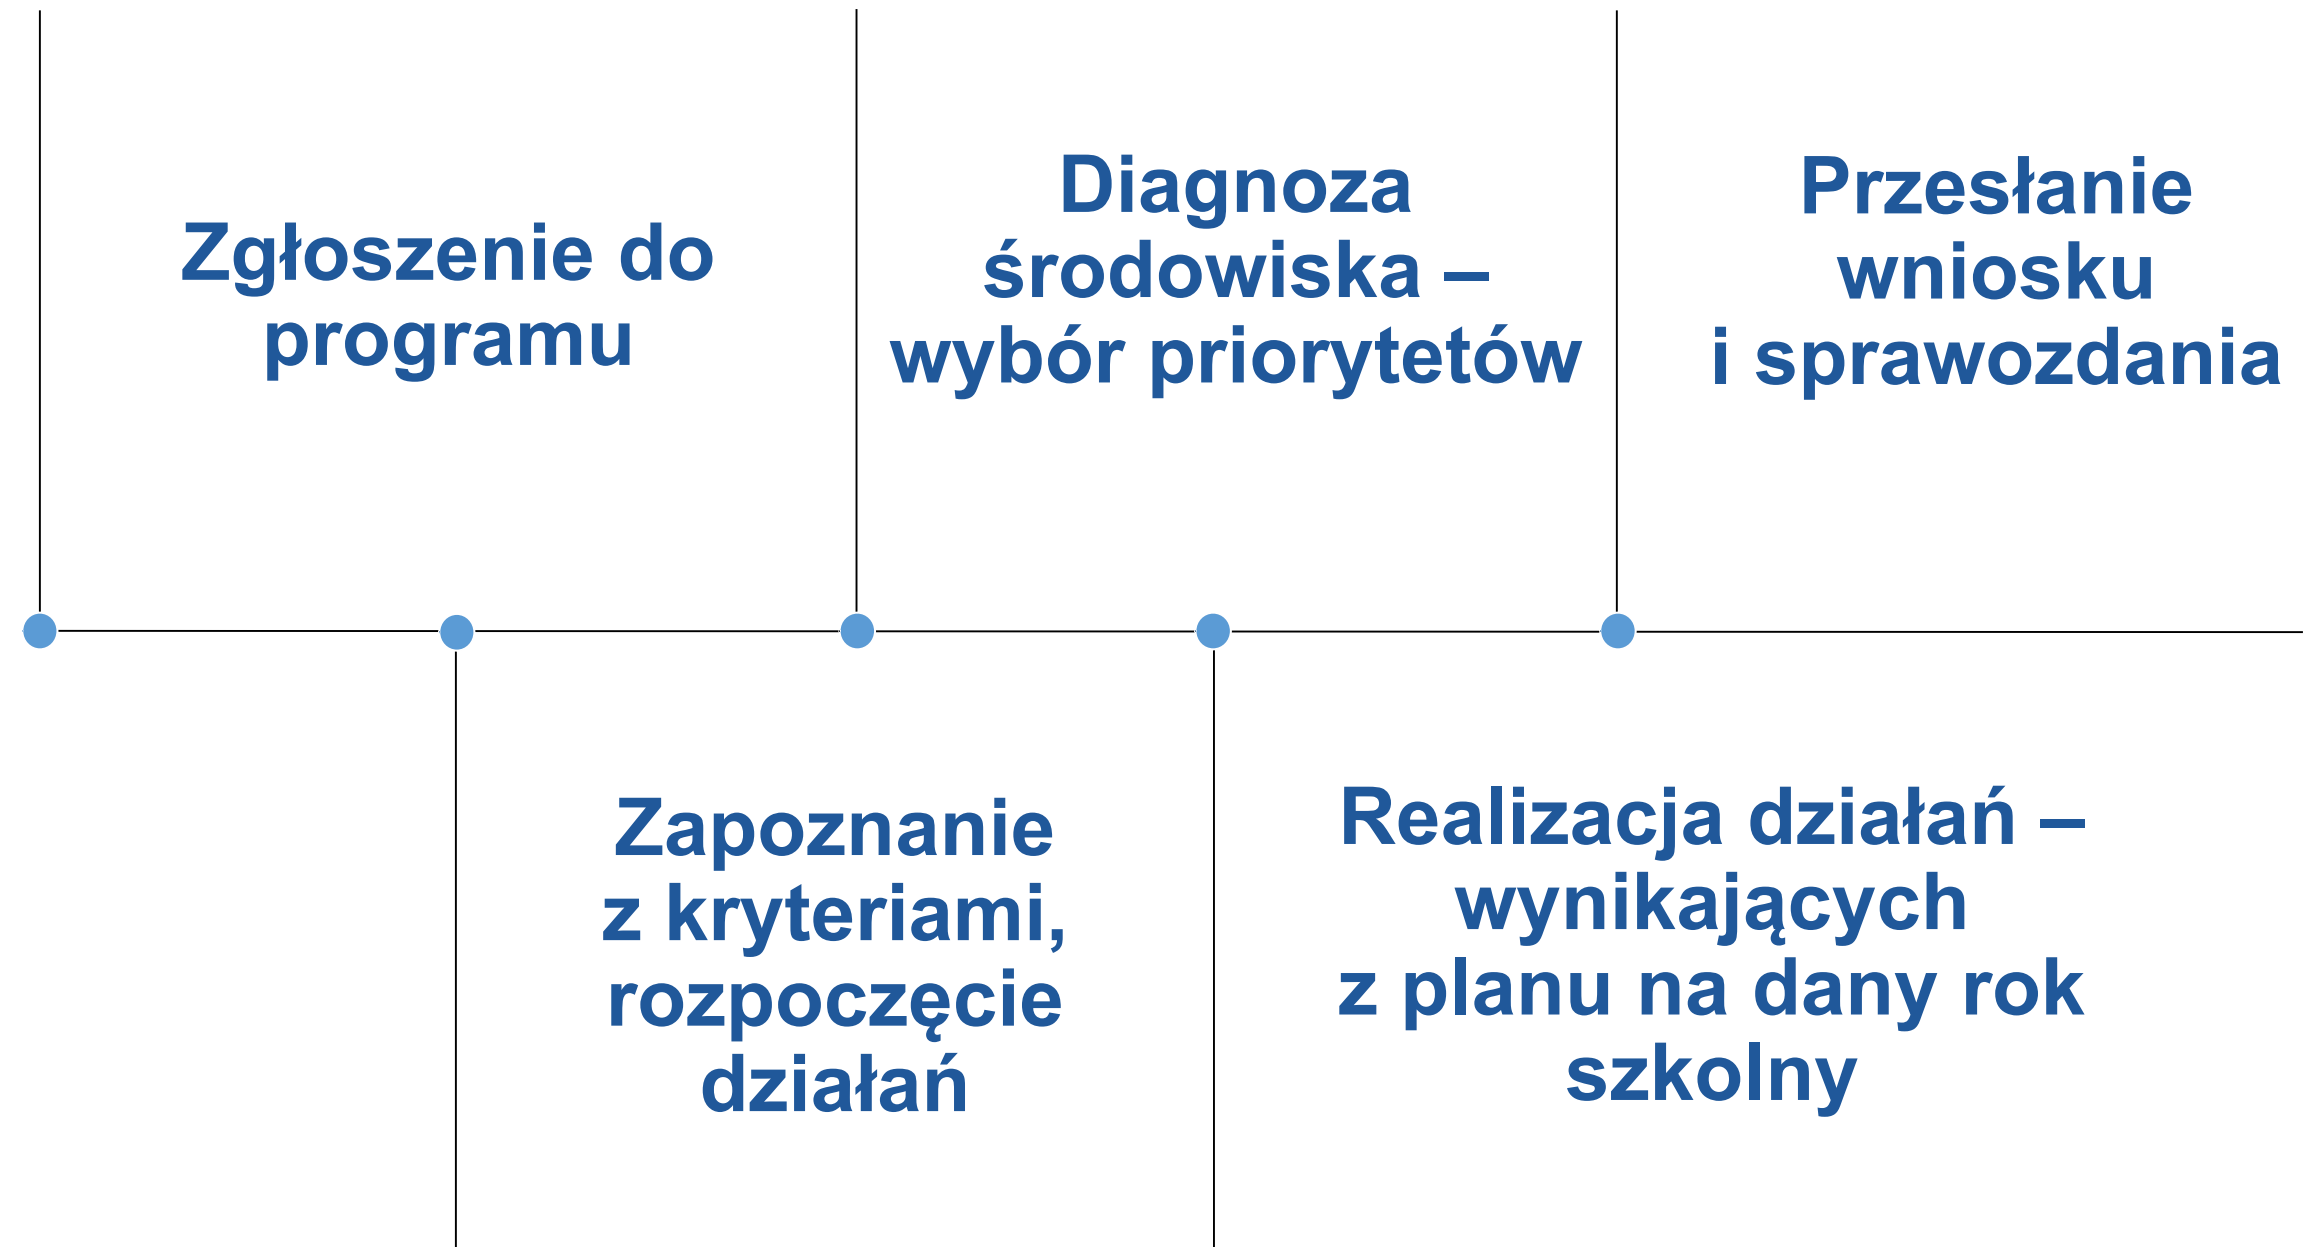 Zgłoszenie do
programu
Zapoznanie
z kryteriami,
rozpoczęcie
działań
Diagnoza
środowiska –
wybór priorytetów
Realizacja działań –
wynikających
z planu na dany rok
szkolny
Przesłanie
wniosku
i sprawozdania